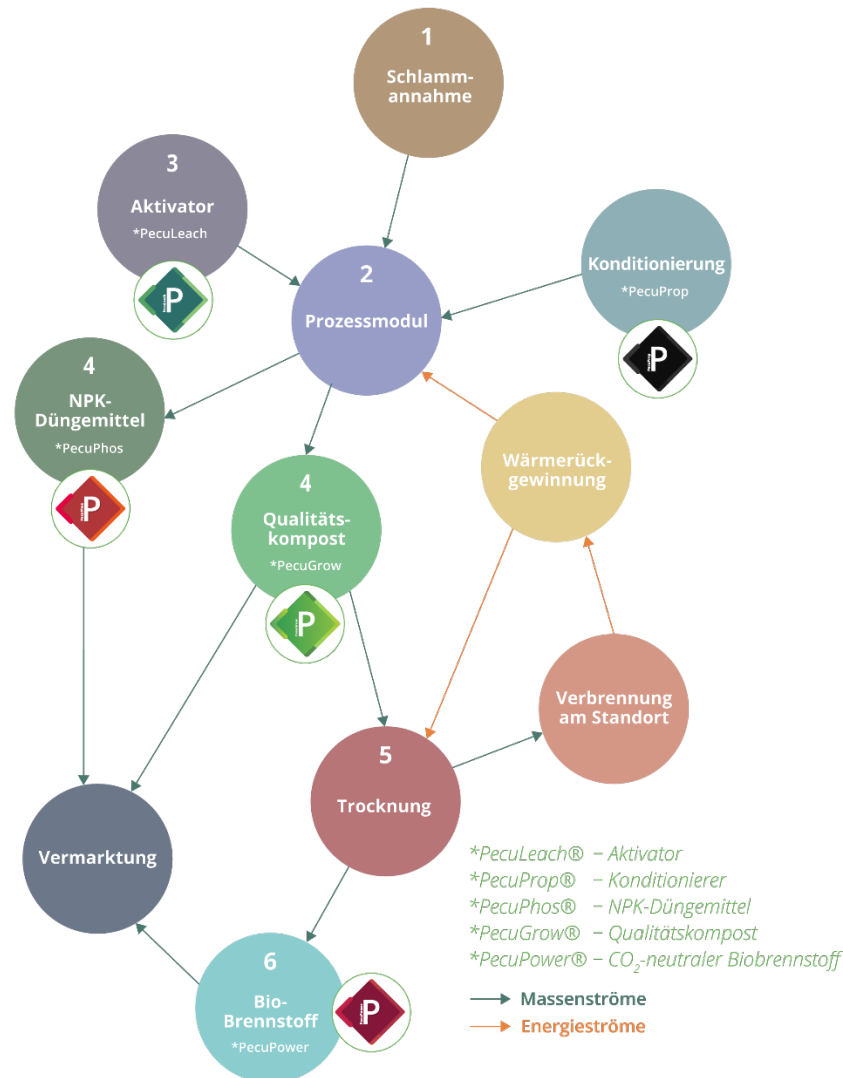 1
Schlamm-
annahme
3
Aktivator
*PecuLeach
P
2
Prozessmodul
Konditionierung
*PecuProp
P
4
NPK-
Düngemittel
*PecuPhos
P
4
Qualitäts-
kompost
*PecuGrow
P
Wärmerück-
gewinnung
Verbrennung
am Standort
5
Trocknung
Vermarktung
6
Bio-
Brennstoff
*PecuPower
P
*PecuLeach® – Aktivator
*PecuProp® – Konditionierer
*PecuPhos® – NPK-Düngemittel
*PecuGrow® – Qualitätskompost
*PecuPower® – CO₂-neutraler Biobrennstoff
Massenströme
Energieströme